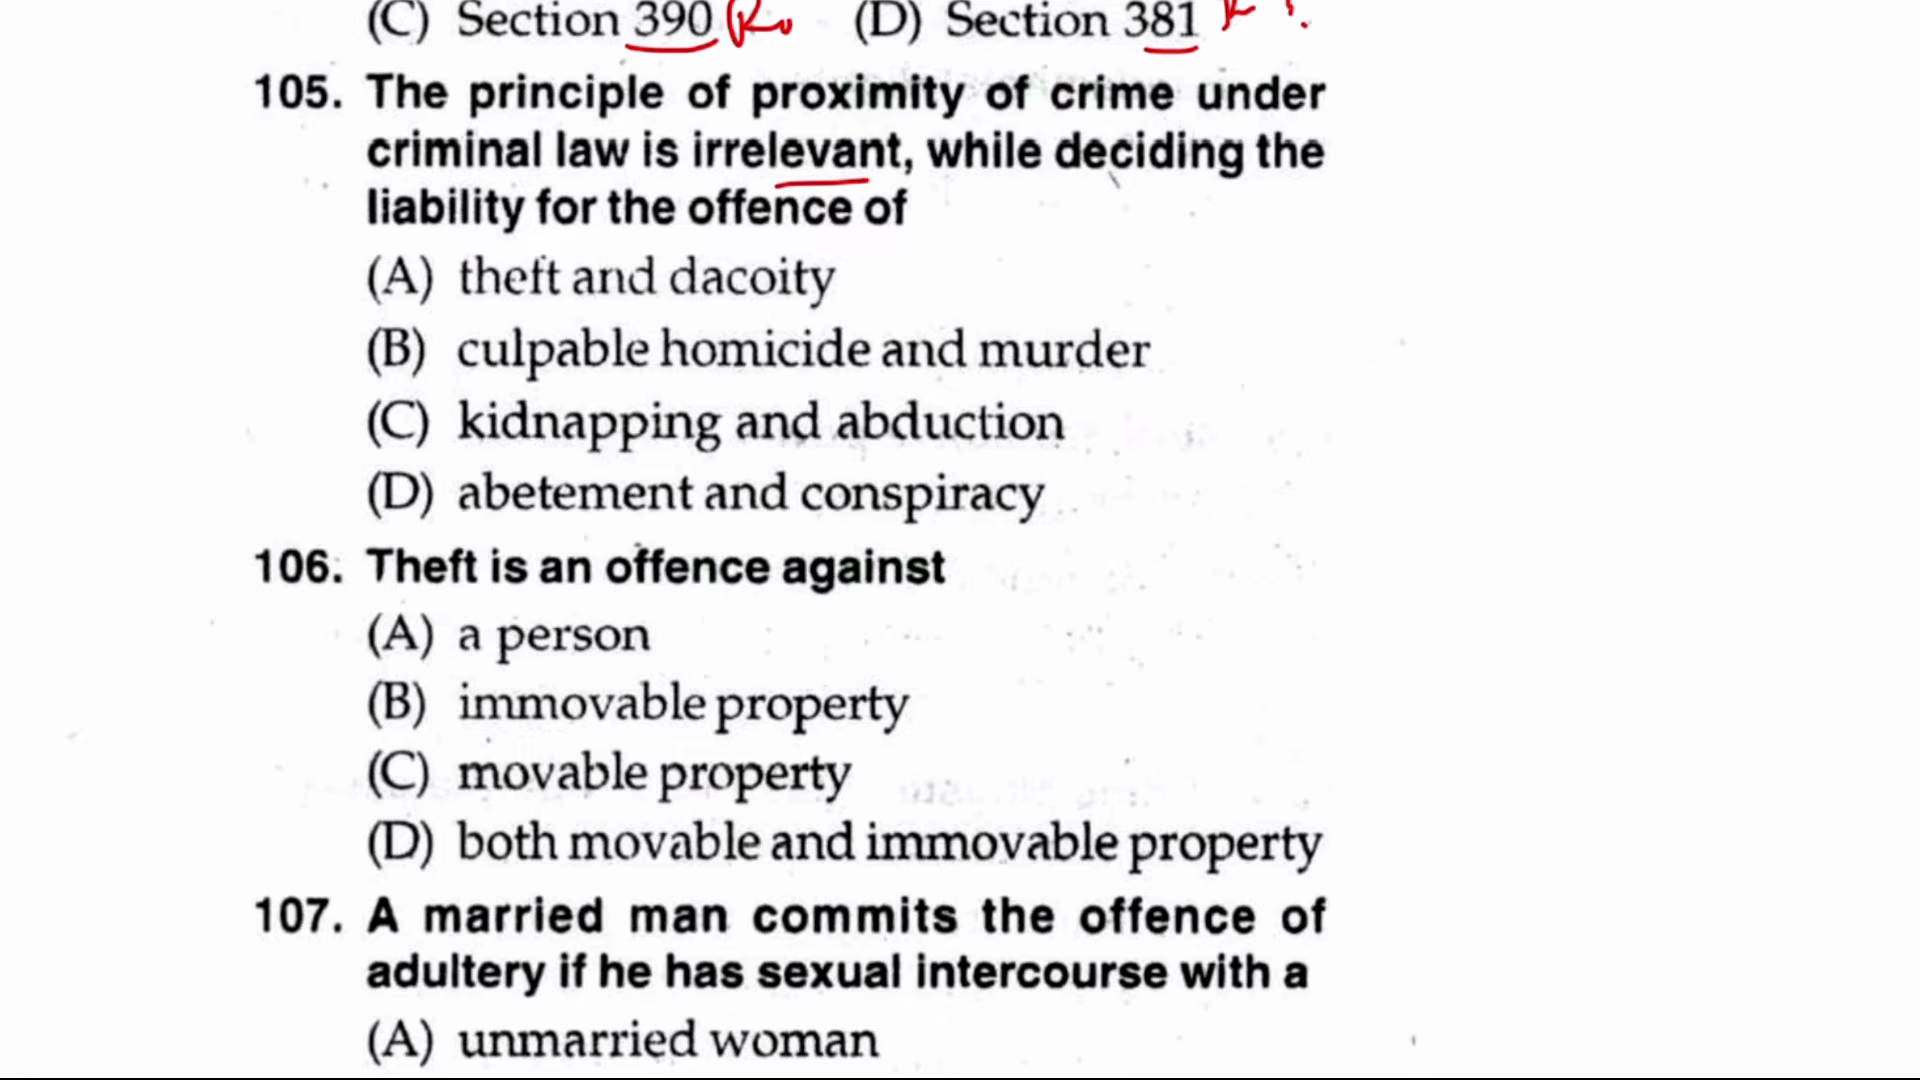 (C) Section 390 (D) Section 381
105. The principle of proximity of crime under
criminal law is irrelevant, while deciding the
liability for the offence of
(A) theft and dacoity
(B) culpable homicide and murder
(C) kidnapping and abduction
(D) abetement and conspiracy
106. Theft is an offence against
(A) a person
(B) immovable property
(C) movable property
(D) both movable and immovable property
107. A married man commits the offence of
adultery if he has sexual intercourse with a
(A) unmarried woman